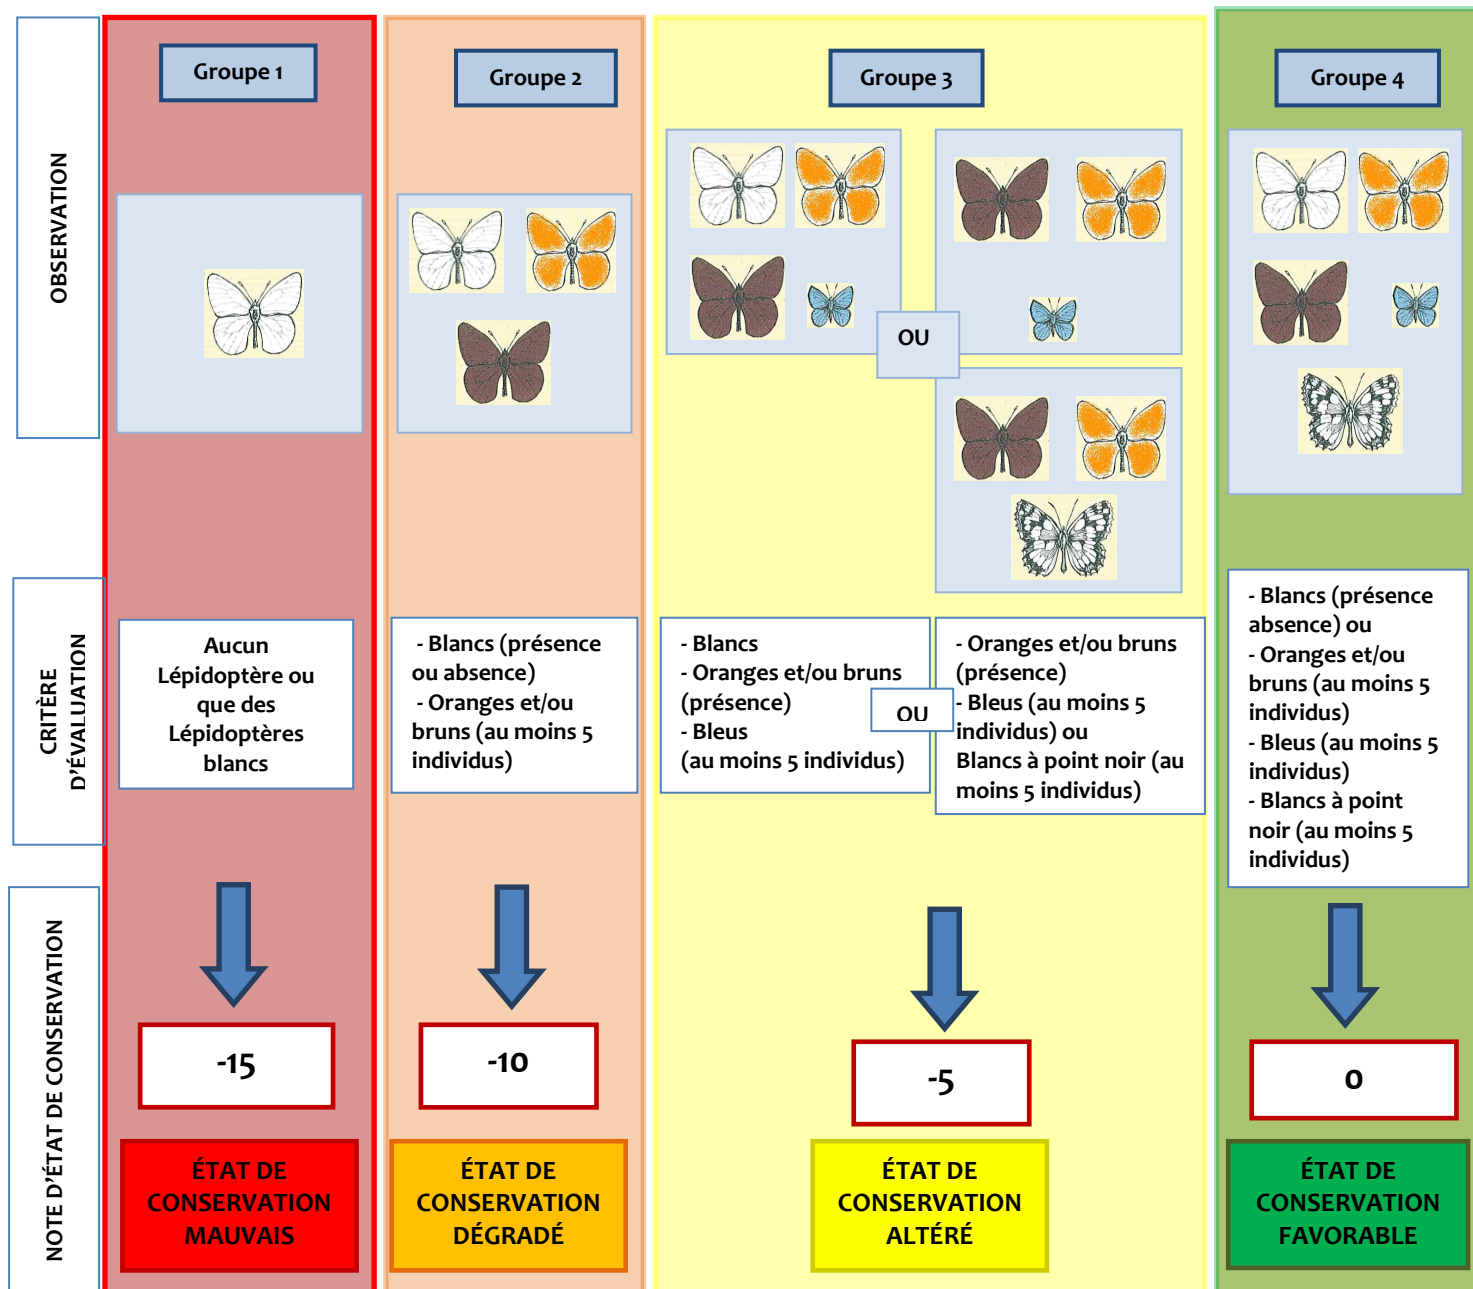 Groupe 1
Groupe 2
Groupe 3
Groupe 4
OBSERVATION
OU
CRITÈRE
D'ÉVALUATION
Aucun
Lépidoptère ou
que des
Lépidoptères
blancs
- Blancs (présence
ou absence)
- Oranges et/ou
bruns (au moins 5
individus)
- Blancs
- Oranges et/ou bruns
(présence)
- Bleus
(au moins 5 individus)
OU
- Oranges et/ou bruns
(présence)
- Bleus (au moins 5
individus) ou
Blancs à point noir (au
moins 5 individus)
- Blancs (présence
absence) ou
- Oranges et/ou
bruns (au moins 5
individus)
- Bleus (au moins 5
individus)
- Blancs à point
noir (au moins 5
individus)
NOTE D'ÉTAT DE CONSERVATION
-15
-10
-5
0
ÉTAT DE
CONSERVATION
MAUVAIS
ÉTAT DE
CONSERVATION
DÉGRADÉ
ÉTAT DE
CONSERVATION
ALTÉRÉ
ÉTAT DE
CONSERVATION
FAVORABLE